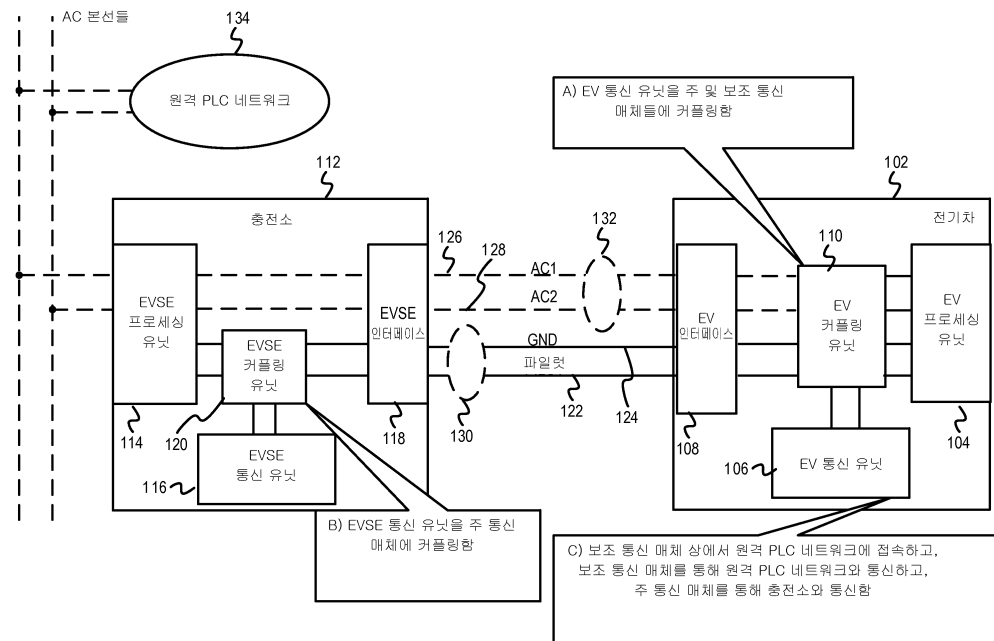 AC 본선들
134
원격 PLC 네트워크
A) EV 통신 유닛을 주 및 보조 통신
매체들에 커플링함
112
102
충전소
전기차
132
110
126
128
AC1
AC2
EVSE
프로세싱
유닛
EVSE
인터페이스
EV
인터페이스
EV
커플링
유닛
EV
프로세싱
유닛
GND
파일럿
EVSE
커플링
유닛
122
124
114
120
118
130
108
104
EVSE
통신 유닛
116
106
EV 통신 유닛
B) EVSE 통신 유닛을 주 통신
매체에 커플링함
C) 보조 통신 매체 상에서 원격 PLC 네트워크에 접속하고,
보조 통신 매체를 통해 원격 PLC 네트워크와 통신하고,
주 통신 매체를 통해 충전소와 통신함